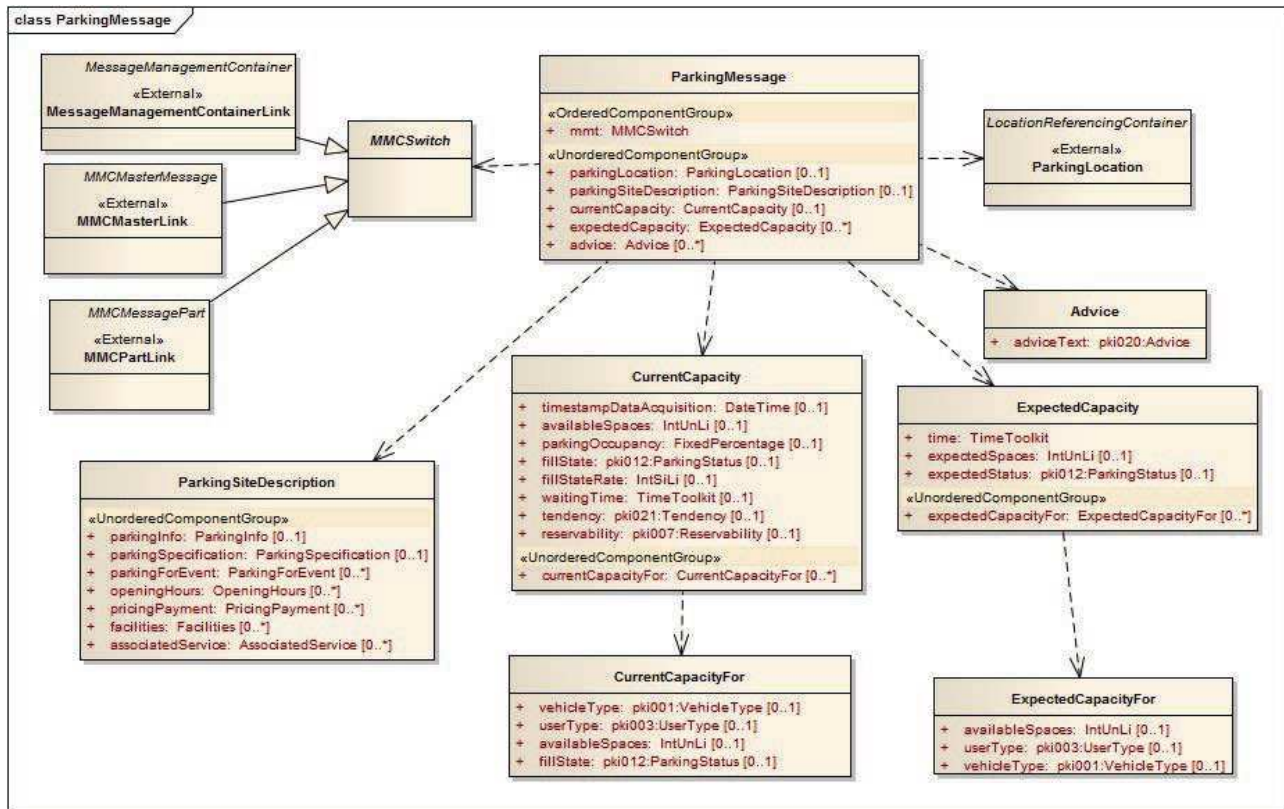 class ParkingMessage
MessageManagementContainer
«External»
MessageManagementContainerLink
MMCMasterMessage
«External»
MMCMasterLink
MMCMessagePart
«External»
MMCPartLink
MMCSwitch
ParkingMessage
«OrderedComponentGroup»
+ mmt: MMCSwitch
«UnorderedComponentGroup»
+ parkingLocation: ParkingLocation [0..1]
+ parkingSiteDescription: ParkingSiteDescription [0..1]
+ currentCapacity: CurrentCapacity [0..1]
+ expectedCapacity: ExpectedCapacity [0..*]
+ advice: Advice [0..*]
LocationReferencingContainer
«External»
ParkingLocation
Advice
+ adviceText: pki020:Advice
CurrentCapacity
+ timestampDataAcquisition: DateTime [0..1]
+ availableSpaces: IntUnLi [0..1]
+ parkingOccupancy: FixedPercentage [0..1]
+ fillState: pki012:ParkingStatus [0..1]
+ fillStateRate: IntSiLi [0..1]
+ waitingTime: TimeToolkit [0..1]
+ tendency: pki021:Tendency [0..1]
+ reservability: pki007:Reservability [0..1]
«UnorderedComponentGroup»
+ currentCapacityFor: CurrentCapacityFor [0..*]
ExpectedCapacity
+ time: TimeToolkit
+ expectedSpaces: IntUnLi [0..1]
+ expectedStatus: pki012:ParkingStatus [0..1]
«UnorderedComponentGroup»
+ expectedCapacityFor: ExpectedCapacityFor [0..*]
ParkingSiteDescription
«UnorderedComponentGroup»
+ parkingInfo: ParkingInfo [0..1]
+ parkingSpecification: ParkingSpecification [0..1]
+ parkingForEvent: ParkingForEvent [0..*]
+ openingHours: OpeningHours [0..*]
+ pricingPayment: PricingPayment [0..*]
+ facilities: Facilities [0..*]
+ associatedService: AssociatedService [0..*]
CurrentCapacityFor
+ vehicleType: pki001:VehicleType [0..1]
+ userType: pki003:UserType [0..1]
+ availableSpaces: IntUnLi [0..1]
+ fillState: pki012:ParkingStatus [0..1]
ExpectedCapacityFor
+ availableSpaces: IntUnLi [0..1]
+ userType: pki003:UserType [0..1]
+ vehicleType: pki001:VehicleType [0..1]